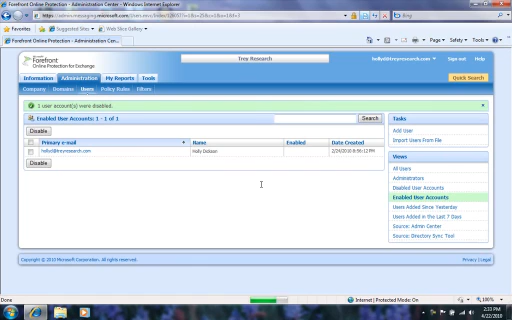 Forefront Online Protection - Administration Center - Windows Internet Explorer
Bing
Favorites Suggested Sites Web Slice Gallery
Forefront Online Protection - Administration Cen...
Page Safety Tools
Forefront
Online Protection for Exchange
Trey Research
hollyd@treyresearch.com Sign out Help
Information Administration My Reports Tools
Quick Search
Company Domains Users Policy Rules Filters
1 user account(s) were disabled.
Enabled User Accounts: 1 - 1 of 1
Search
Disable
Primary e-mail Name Enabled Date Created
hollyd@treyresearch.com Holly Dickson 2/24/2010 8:56:12 PM
Disable
Tasks
Add User
Import Users From File
Views
All Users
Administrators
Disabled User Accounts
Enabled User Accounts
Users Added Since Yesterday
Users Added in the Last 7 Days
Source: Admin Center
Source: Directory Sync Tool
Copyright © 2010 Microsoft Corporation. All rights reserved.
Privacy | Legal
Done
Internet | Protected Mode: On
100%
2:33 PM
4/22/2010